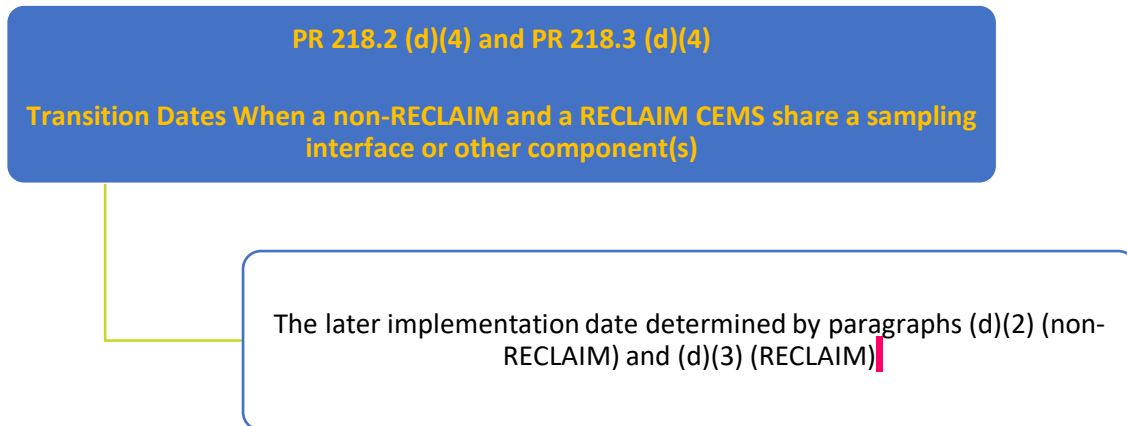 PR 218.2 (d)(4) and PR 218.3 (d)(4)
Transition Dates When a non-RECLAIM and a RECLAIM CEMS share a sampling
interface or other component(s)
The later implementation date determined by paragraphs (d)(2) (non-
RECLAIM) and (d)(3) (RECLAIM)